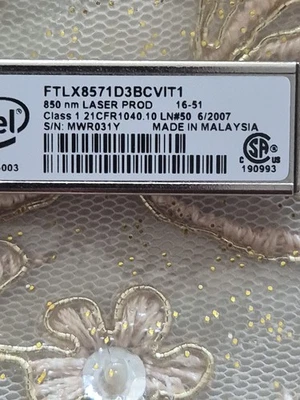 FTLX8571D3BCVIT1
850 nm LASER PROD 16-51
Class 1 21CFR1040.10 LN#50 6/2007
S/N: MWR031Y MADE IN MALAYSIA
190993